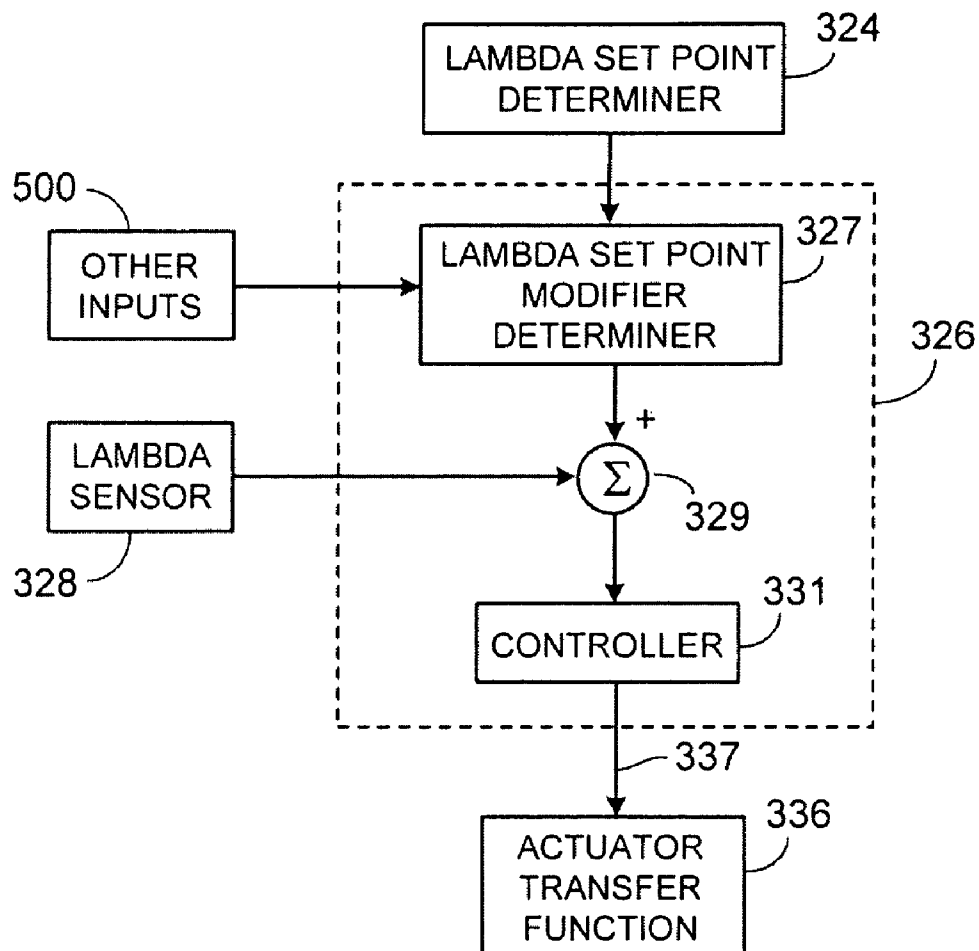 324
LAMBDA SET POINT
DETERMINER
500
OTHER
INPUTS
327
LAMBDA SET POINT
MODIFIER
DETERMINER
326
+
LAMBDA
SENSOR
328
Σ
329
331
CONTROLLER
337
336
ACTUATOR
TRANSFER
FUNCTION